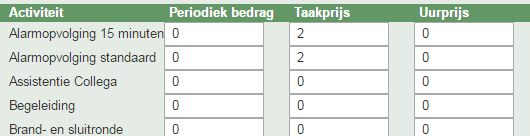 Activiteit Periodiek bedrag Taakprijs Uurprijs
Alarmopvolging 15 minuten 0 2 0
Alarmopvolging standaard 0 2 0
Assistentie Collega 0 0 0
Begeleiding 0 0 0
Brand- en sluitronde 0 0 0